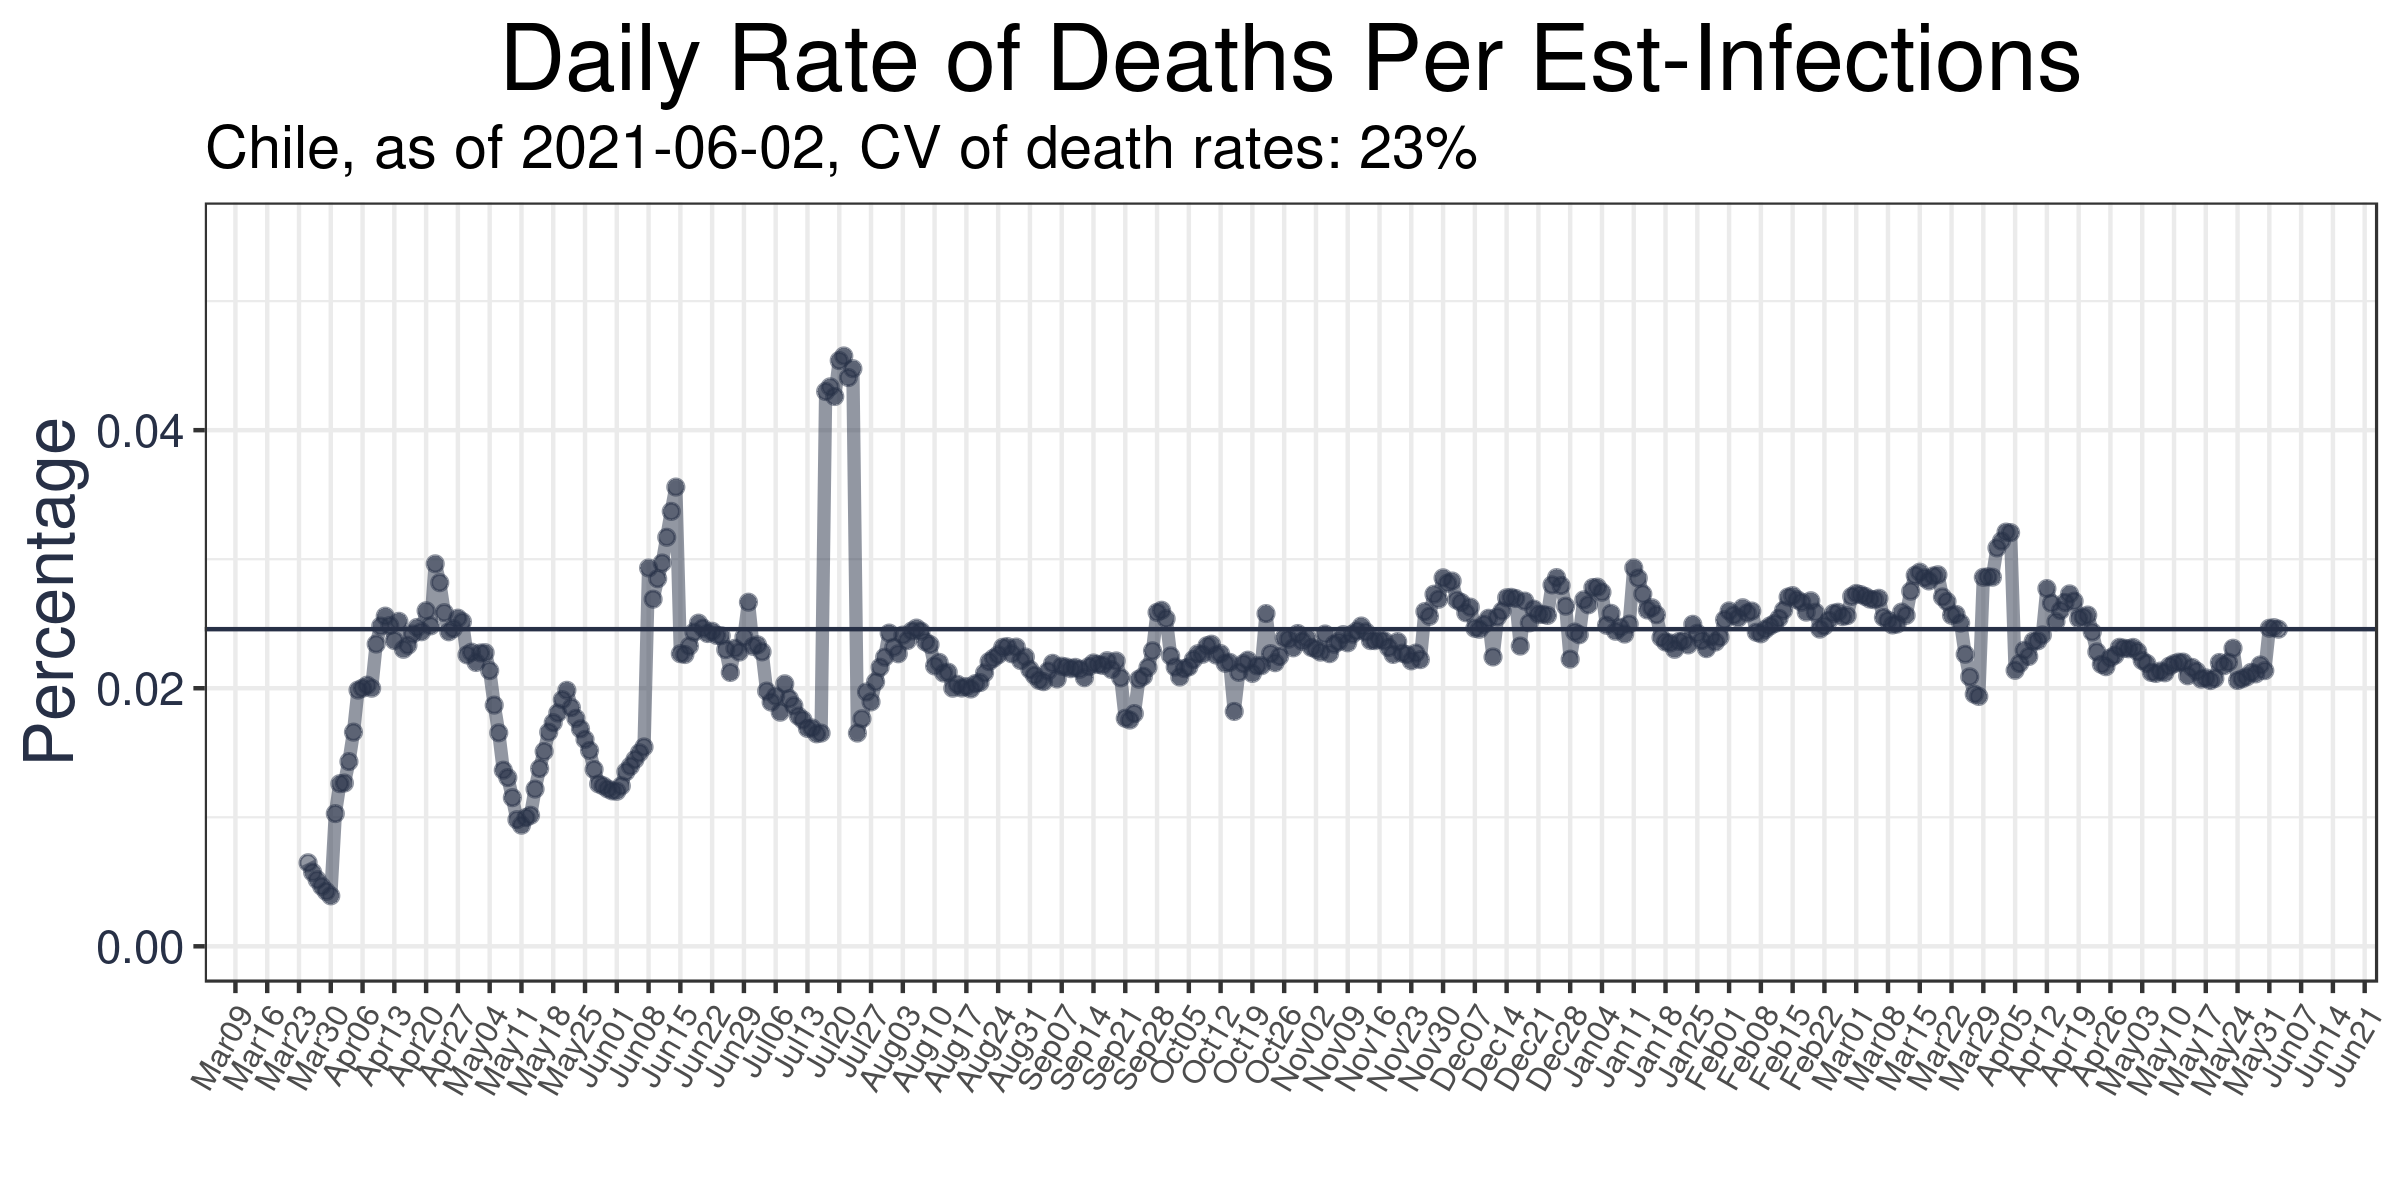 Daily Rate of Deaths Per Est-Infections
Chile, as of 2021-06-02, CV of death rates: 23%
Percentage
0.04
0.02
0.00
Mar09
Mar16
Mar23
Mar30
Apr06
Apr13
Apr20
Apr27
May04
May11
May18
May25
Jun01
Jun08
Jun15
Jun22
Jun29
Jul06
Jul13
Jul20
Jul27
Aug03
Aug10
Aug17
Aug24
Aug31
Sep07
Sep14
Sep21
Sep28
Oct05
Oct12
Oct19
Oct26
Nov02
Nov09
Nov16
Nov23
Nov30
Dec07
Dec14
Dec21
Dec28
Jan04
Jan11
Jan18
Jan25
Feb01
Feb08
Feb15
Feb22
Mar01
Mar08
Mar15
Mar22
Mar29
Apr05
Apr12
Apr19
Apr26
May03
May10
May17
May24
May31
Jun07
Jun14
Jun21